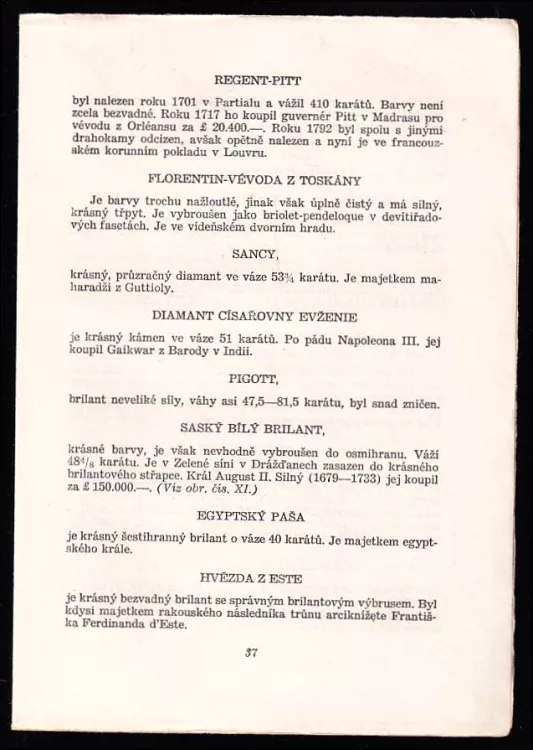 REGENT-PITT
byl nalezen roku 1701 v Partialu a vážil 410 karátů. Barvy není
zcela bezvadné. Roku 1717 ho koupil guvernér Pitt v Madrasu pro
vévodu z Orléansu za £ 20.400.—. Roku 1792 byl spolu s jinými
drahokamy odcizen, avšak opětně nalezen a nyní je ve francouz-
ském korunním pokladu v Louvru.
FLORENTIN-VÉVODA Z TOSKÁNY
Je barvy trochu nažloutlé, jinak však úplně čistý a má silný,
krásný třpyt. Je vybroušen jako briolet-pendeloque v devitiřado-
vých fasetách. Je ve vídeňském dvorním hradu.
SANCY,
krásný, průzračný diamant ve váze 53¾ karátu. Je majetkem ma-
haradži z Guttioly.
DIAMANT CÍSAŘOVNY EVŽENIE
je krásný kámen ve váze 51 karátů. Po pádu Napoleona III. jej
koupil Gaikwar z Barody v Indii.
PIGOTT,
brilant neveliké síly, váhy asi 47,5—81,5 karátu, byl snad zničen.
SASKÝ BÍLÝ BRILANT,
krásné barvy, je však nevhodně vybroušen do osmihranu. Váží
48⁴/₈ karátu. Je v Zelené síni v Drážďanech zasazen do krásného
brilantového střapce. Král August II. Silný (1679—1733) jej koupil
za £ 150.000.—. (Viz obr. čís. XI.)
EGYPTSKÝ PAŠA
je krásný šestihranný brilant o váze 40 karátů. Je majetkem egypt-
ského krále.
HVĚZDA Z ESTE
je krásný bezvadný brilant se správným brilantovým výbrusem. Byl
kdysi majetkem rakouského následníka trůnu arciknížete Františ-
ka Ferdinanda d'Este.
37